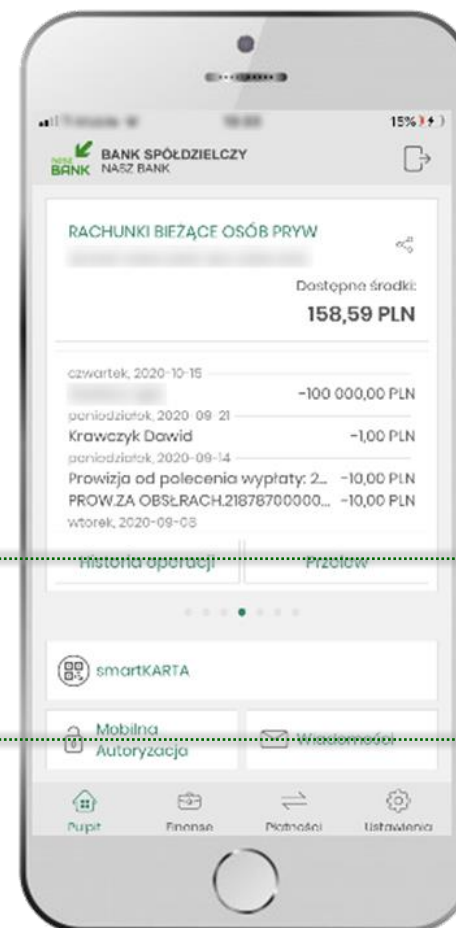 15%
NASZ BANK
BANK SPÓŁDZIELCZY
NASZ BANK
RACHUNKI BIEŻĄCE OSÓB PRYW
Dostępne środki:
158,59 PLN
czwartek, 2020-10-15
-100 000,00 PLN
poniedziałek, 2020-09-21
Krawczyk Dawid -1,00 PLN
poniedziałek, 2020-09-14
Prowizja od polecenia wypłaty: 2... -10,00 PLN
PROW.ZA OBSŁ.RACH.21878700000... -10,00 PLN
wtorek, 2020-09-08
Historia operacji Przelew
smartKARTA
Mobilna Autoryzacja Wiadomości
Pulpit Finanse Płatności Ustawienia